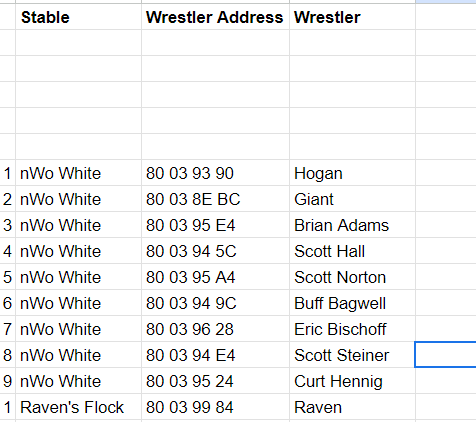 Stable Wrestler Address Wrestler
1 nWo White 80 03 93 90 Hogan
2 nWo White 80 03 8E BC Giant
3 nWo White 80 03 95 E4 Brian Adams
4 nWo White 80 03 94 5C Scott Hall
5 nWo White 80 03 95 A4 Scott Norton
6 nWo White 80 03 94 9C Buff Bagwell
7 nWo White 80 03 96 28 Eric Bischoff
8 nWo White 80 03 94 E4 Scott Steiner
9 nWo White 80 03 95 24 Curt Hennig
1 Raven's Flock 80 03 99 84 Raven